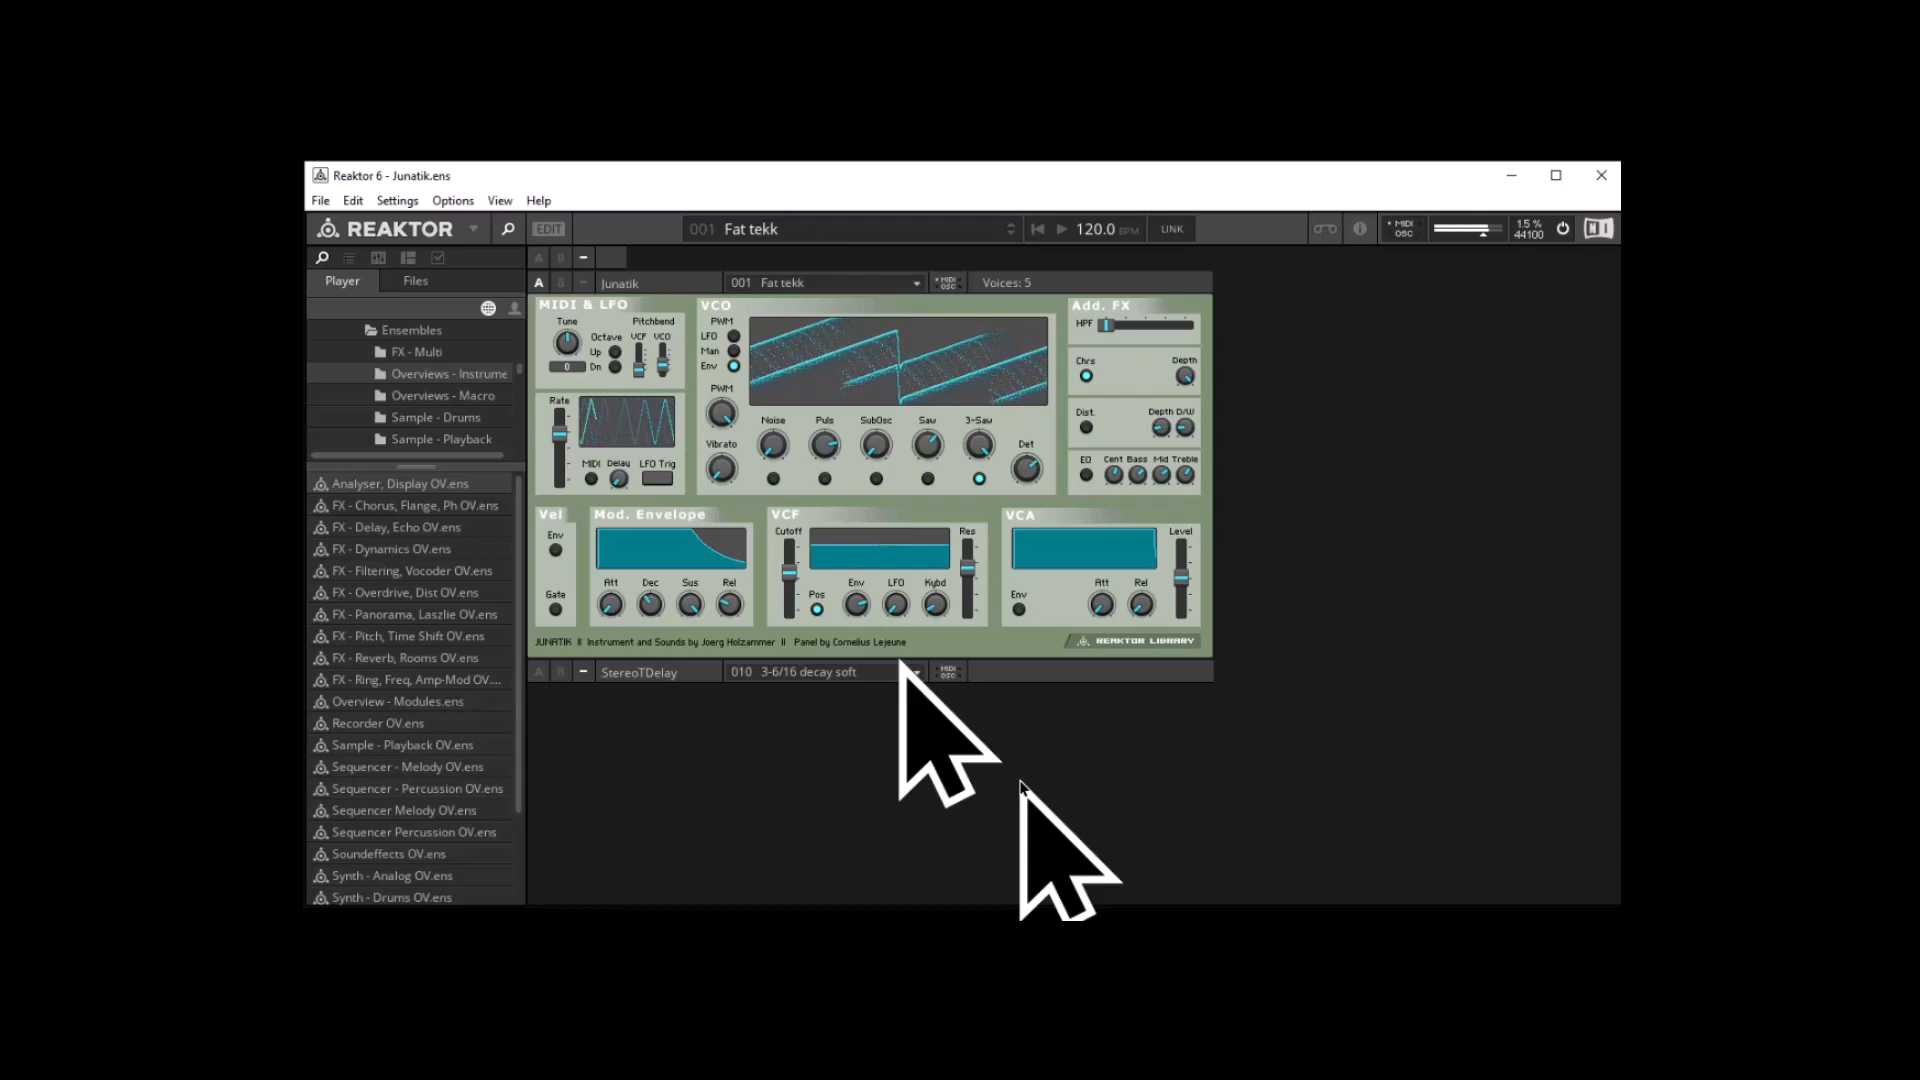 Reaktor 6 - Junatik.ens
File Edit Settings Options View Help
REAKTOR EDIT 001 Fat tekk 120.0 BPM LINK MIDI OSC 1.5 % 44100 NI
A B
Player Files
A B Junatik 001 Fat tekk MIDI OSC Voices: 5
Ensembles
FX - Multi
Overviews - Instrume
Overviews - Macro
Sample - Drums
Sample - Playback
Analyser, Display OV.ens
FX - Chorus, Flange, Ph OV.ens
FX - Delay, Echo OV.ens
FX - Dynamics OV.ens
FX - Filtering, Vocoder OV.ens
FX - Overdrive, Dist OV.ens
FX - Panorama, Laszlie OV.ens
FX - Pitch, Time Shift OV.ens
FX - Reverb, Rooms OV.ens
FX - Ring, Freq, Amp-Mod OV....
Overview - Modules.ens
Recorder OV.ens
Sample - Playback OV.ens
Sequencer - Melody OV.ens
Sequencer - Percussion OV.ens
Sequencer Melody OV.ens
Sequencer Percussion OV.ens
Soundeffects OV.ens
Synth - Analog OV.ens
Synth - Drums OV.ens
MIDI & LFO
Tune Pitchbend
Octave VCF VCO
Up
0 Dn
Rate
MIDI Delay LFO Trig
VCO
PWM
LFO
Man
Env
PWM
Noise Puls SubOsc Saw 3-Saw
Vibrato Det
Add. FX
HPF
Chrs Depth
Dist. Depth D/W
EQ Cent Bass Mid Treble
Vel
Env
Gate
Mod. Envelope
Att Dec Sus Rel
VCF
Cutoff Res
Env LFO Kybd
Pos
VCA
Level
Att Rel
Env
JUNATIK II Instrument and Sounds by Joerg Holzammer II Panel by Cornelius Lejeune REAKTOR LIBRARY
A B StereoTDelay 010 3-6/16 decay soft MIDI OSC